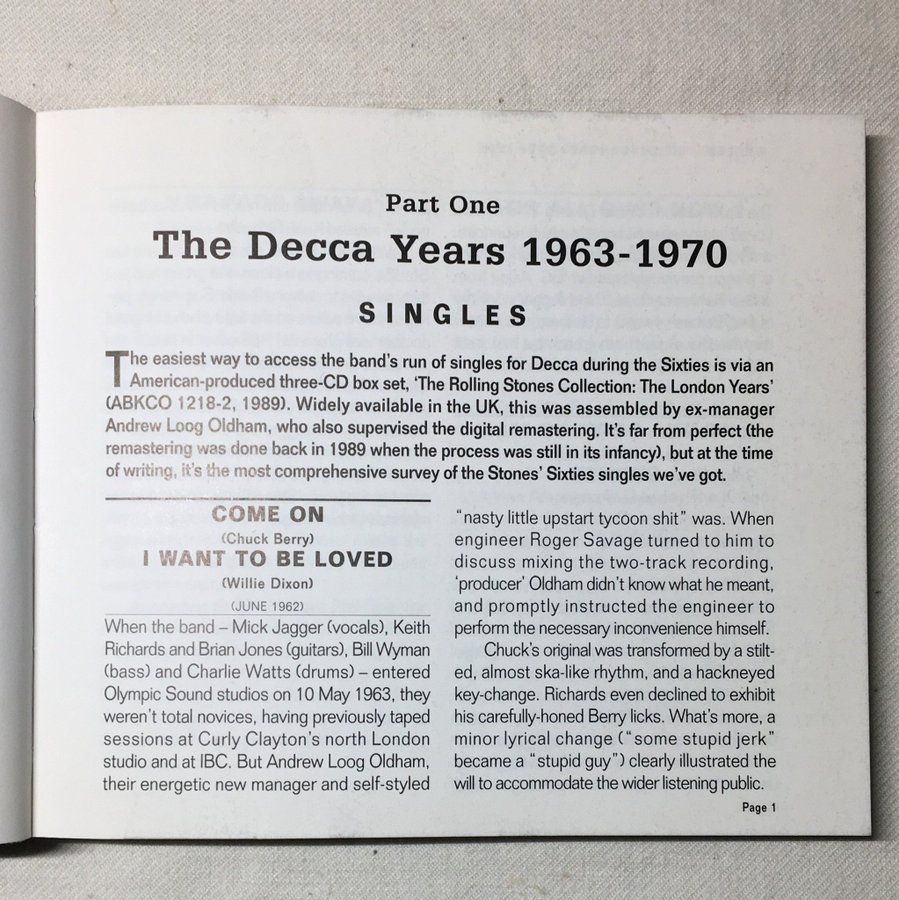 Part One
The Decca Years 1963-1970
SINGLES
The easiest way to access the band's run of singles for Decca during the Sixties is via an
American-produced three-CD box set, 'The Rolling Stones Collection: The London Years'
(ABKCO 1218-2, 1989). Widely available in the UK, this was assembled by ex-manager
Andrew Loog Oldham, who also supervised the digital remastering. It's far from perfect (the
remastering was done back in 1989 when the process was still in its infancy), but at the time
of writing, it's the most comprehensive survey of the Stones' Sixties singles we've got.
COME ON
(Chuck Berry)
I WANT TO BE LOVED
(Willie Dixon)
(JUNE 1962)
When the band – Mick Jagger (vocals), Keith
Richards and Brian Jones (guitars), Bill Wyman
(bass) and Charlie Watts (drums) – entered
Olympic Sound studios on 10 May 1963, they
weren't total novices, having previously taped
sessions at Curly Clayton's north London
studio and at IBC. But Andrew Loog Oldham,
their energetic new manager and self-styled
"nasty little upstart tycoon shit" was. When
engineer Roger Savage turned to him to
discuss mixing the two-track recording,
'producer' Oldham didn't know what he meant,
and promptly instructed the engineer to
perform the necessary inconvenience himself.
Chuck's original was transformed by a stilt-
ed, almost ska-like rhythm, and a hackneyed
key-change. Richards even declined to exhibit
his carefully-honed Berry licks. What's more, a
minor lyrical change ("some stupid jerk"
became a "stupid guy") clearly illustrated the
will to accommodate the wider listening public.
Page 1